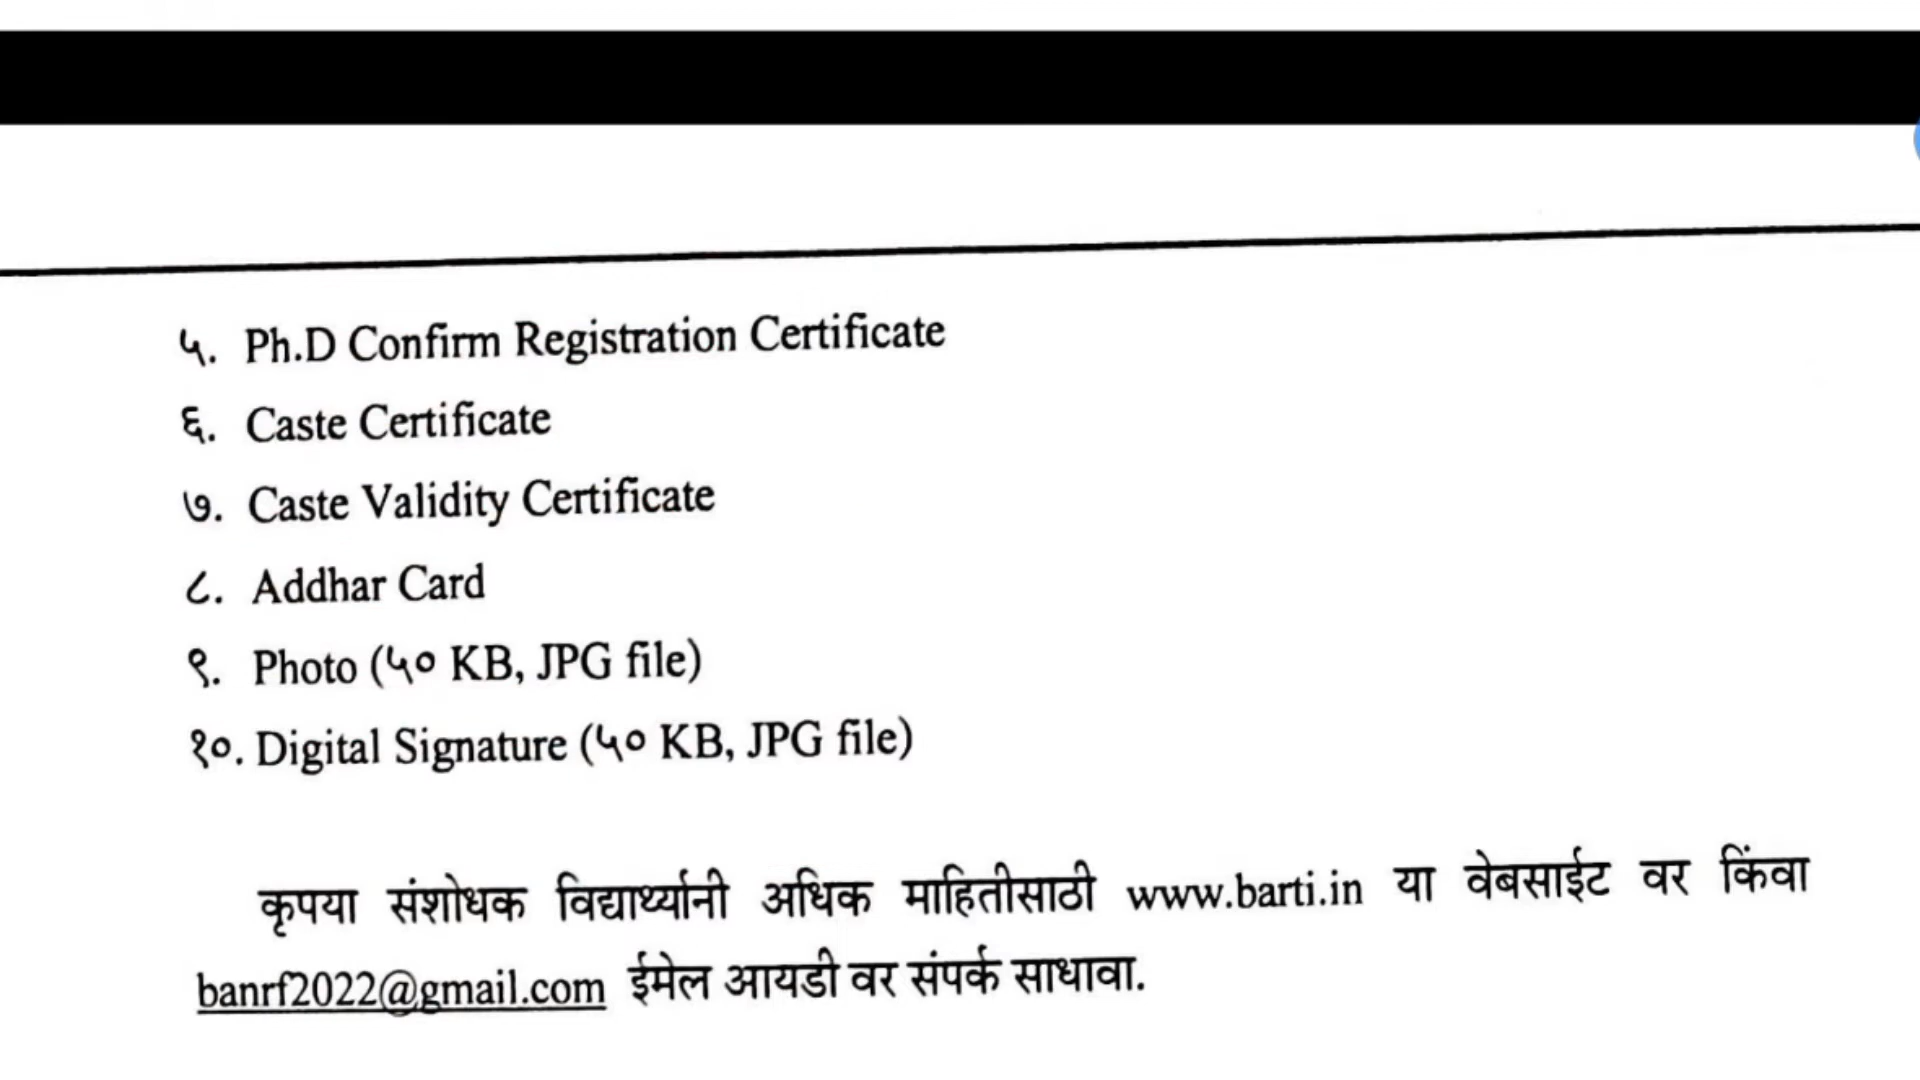 ५. Ph.D Confirm Registration Certificate
६. Caste Certificate
७. Caste Validity Certificate
८. Addhar Card
९. Photo (५० KB, JPG file)
१०. Digital Signature (५० KB, JPG file)
कृपया संशोधक विद्यार्थ्यानी अधिक माहितीसाठी www.barti.in या वेबसाईट वर किंवा
banrf2022@gmail.com ईमेल आयडी वर संपर्क साधावा.